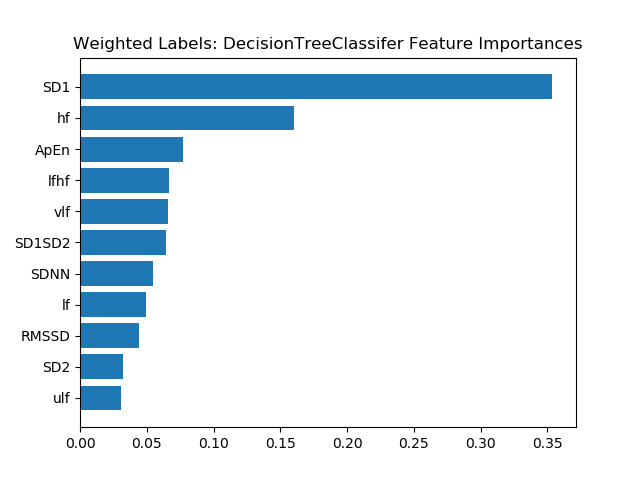 Weighted Labels: DecisionTreeClassifer Feature Importances
SD1
hf
ApEn
lfhf
vlf
SD1SD2
SDNN
lf
RMSSD
SD2
ulf
0.00 0.05 0.10 0.15 0.20 0.25 0.30 0.35